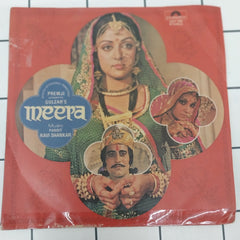 PREMJI
GULZAR'S
meera
Music
PANDIT
RAVI SHANKAR